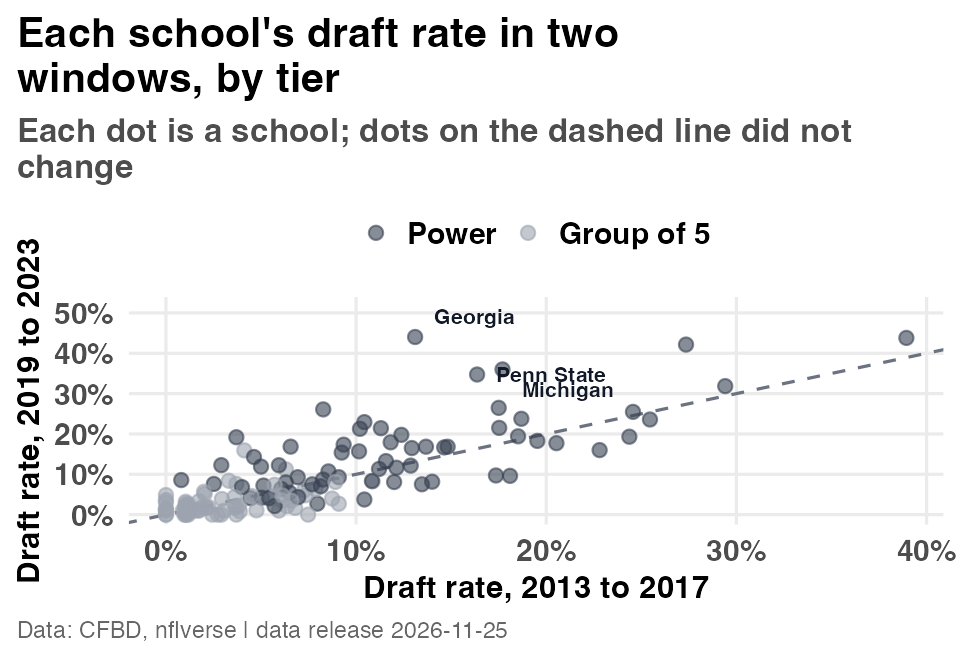 Each school's draft rate in two
windows, by tier
Each dot is a school; dots on the dashed line did not
change
Power
Group of 5
Draft rate, 2019 to 2023
50%
40%
30%
20%
10%
0%
Georgia
Penn State
Michigan
0%
10%
20%
30%
40%
Draft rate, 2013 to 2017
Data: CFBD, nflverse | data release 2026-11-25